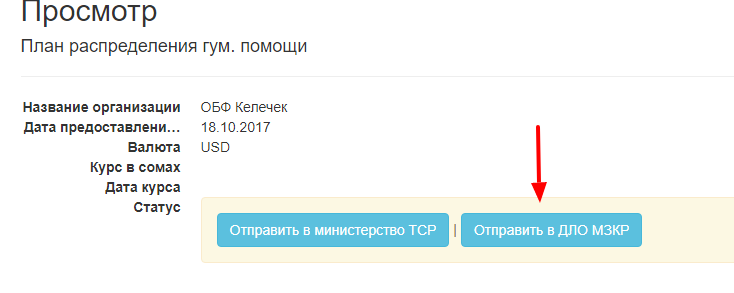 Просмотр
План распределения гум. помощи
Название организации ОБФ Келечек
Дата предоставлени... 18.10.2017
Валюта USD
Курс в сомах
Дата курса
Статус
Отправить в министерство ТСР | Отправить в ДЛО МЗКР